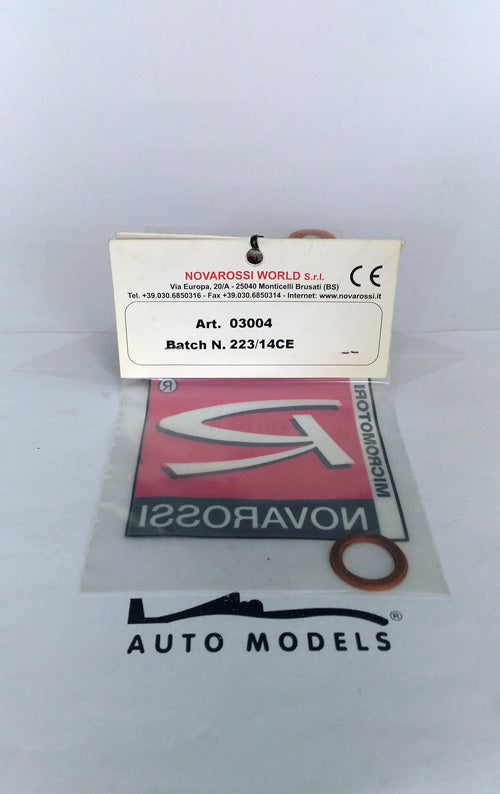 NOVAROSSI WORLD S.r.l.
Via Europa, 20/A - 25040 Monticelli Brusati (BS)
Tel. +39.030.6850316 - Fax +39.030.6850314 - Internet: www.novarossi.it
CE
Art. 03004
Batch N. 223/14CE
®
MICROMOTORI
NOVAROSSI
®
AUTO MODELS